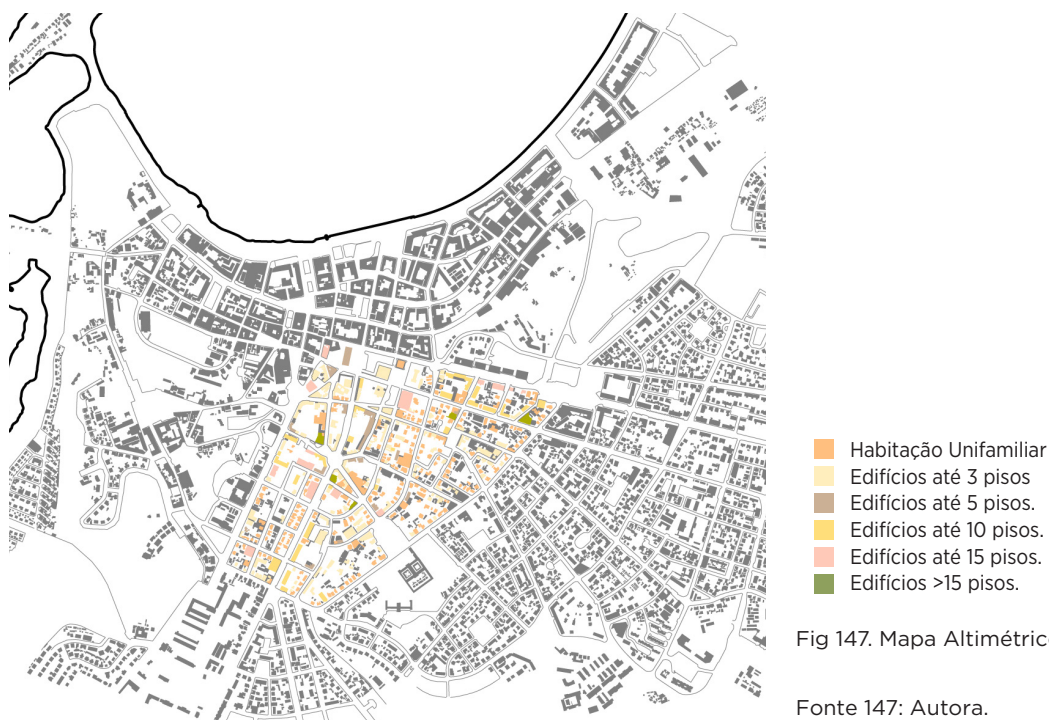 Habitação Unifamiliar
Edifícios até 3 pisos
Edifícios até 5 pisos.
Edifícios até 10 pisos.
Edifícios até 15 pisos.
Edifícios >15 pisos.
Fig 147. Mapa Altimétric
Fonte 147: Autora.